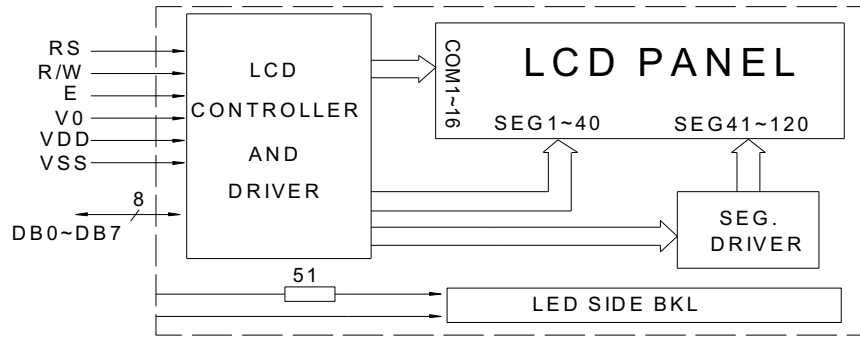 RS
R/W
E
V0
VDD
VSS
8
DB0~DB7
LCD
CONTROLLER
AND
DRIVER
COM1~16
LCD PANEL
SEG1~40
SEG41~120
SEG.
DRIVER
51
LED SIDE BKL